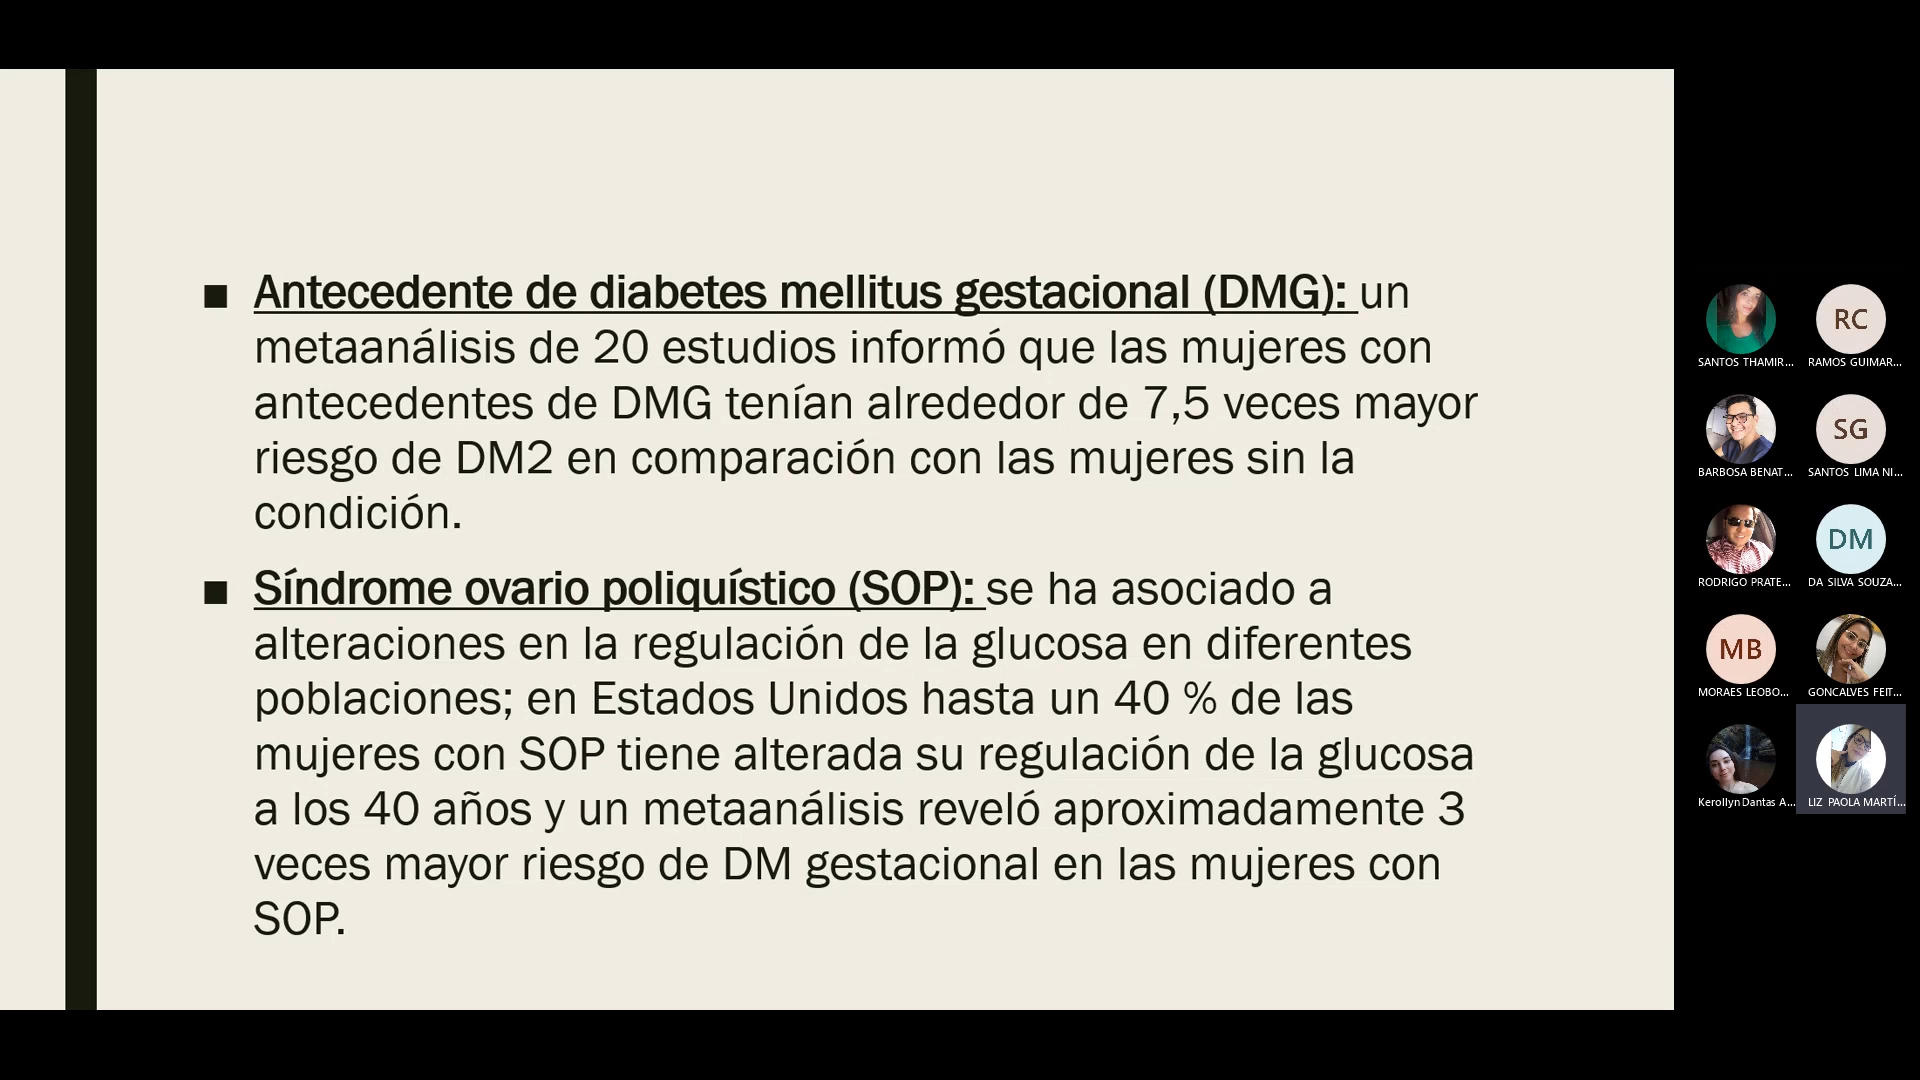 ■ Antecedente de diabetes mellitus gestacional (DMG): un
metaanálisis de 20 estudios informó que las mujeres con
antecedentes de DMG tenían alrededor de 7,5 veces mayor
riesgo de DM2 en comparación con las mujeres sin la
condición.
■ Síndrome ovario poliquístico (SOP): se ha asociado a
alteraciones en la regulación de la glucosa en diferentes
poblaciones; en Estados Unidos hasta un 40 % de las
mujeres con SOP tiene alterada su regulación de la glucosa
a los 40 años y un metaanálisis reveló aproximadamente 3
veces mayor riesgo de DM gestacional en las mujeres con
SOP.
RC
SANTOS THAMIR...
RAMOS GUIMAR...
SG
BARBOSA BENAT...
SANTOS LIMA NI...
DM
RODRIGO PRATE...
DA SILVA SOUZA...
MB
MORAES LEOBO...
GONCALVES FEIT...
Kerollyn Dantas A...
LIZ PAOLA MARTÍ...